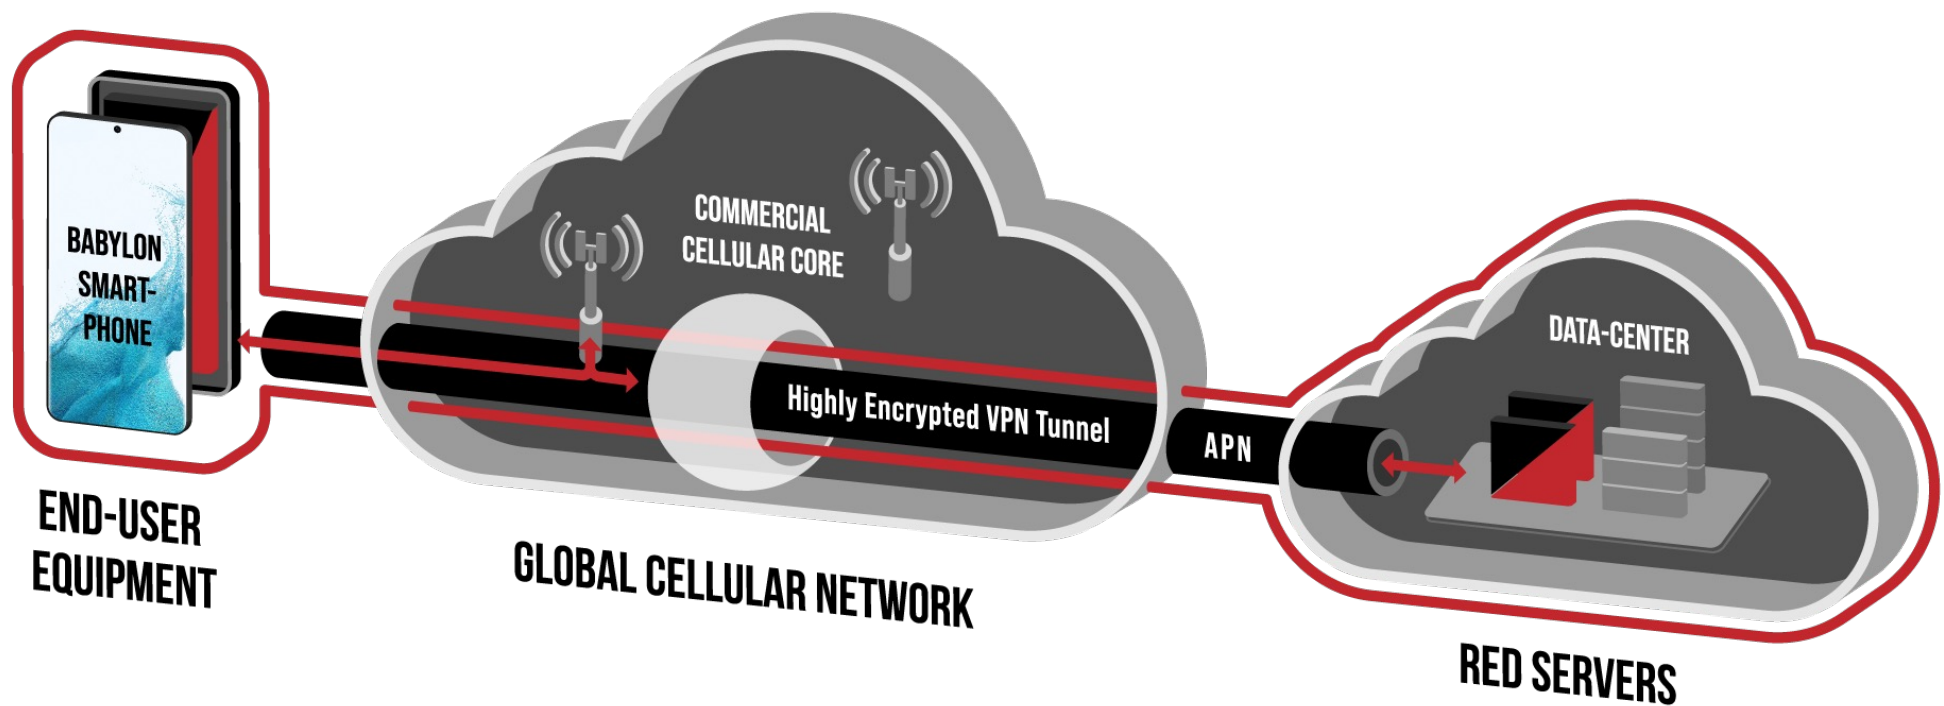 BABYLON
SMART-
PHONE
END-USER
EQUIPMENT
COMMERCIAL
CELLULAR CORE
Highly Encrypted VPN Tunnel
GLOBAL CELLULAR NETWORK
APN
DATA-CENTER
RED SERVERS